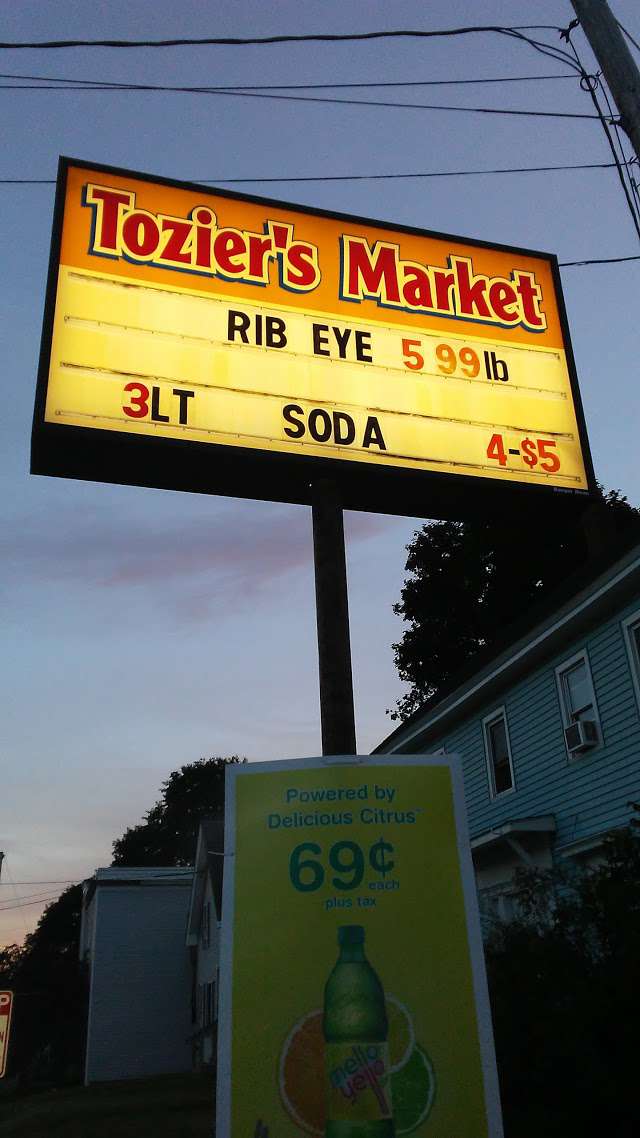 Tozier's Market
RIB EYE 5 99 lb
3LT SODA 4-$5
Powered by
Delicious Citrus
69¢
each
plus tax
mello
yello